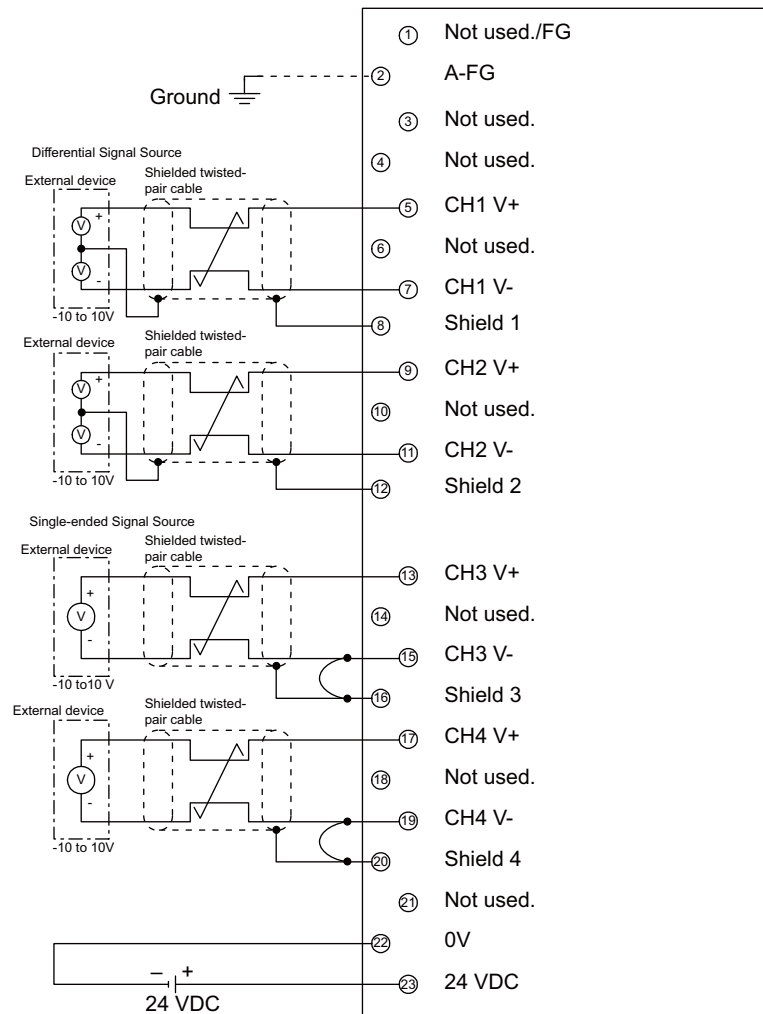 1 Not used./FG
2 A-FG
Ground
3 Not used.
Differential Signal Source
4 Not used.
External device
Shielded twisted-
pair cable
5 CH1 V+
+
V
6 Not used.
V
-
7 CH1 V-
-10 to 10V
8 Shield 1
External device
Shielded twisted-
pair cable
9 CH2 V+
+
V
10 Not used.
V
-
11 CH2 V-
-10 to 10V
12 Shield 2
Single-ended Signal Source
External device
Shielded twisted-
pair cable
13 CH3 V+
+
V
14 Not used.
-
15 CH3 V-
-10 to10 V
16 Shield 3
External device
Shielded twisted-
pair cable
17 CH4 V+
+
V
18 Not used.
-
19 CH4 V-
-10 to 10V
20 Shield 4
21 Not used.
22 0V
– +
23 24 VDC
24 VDC